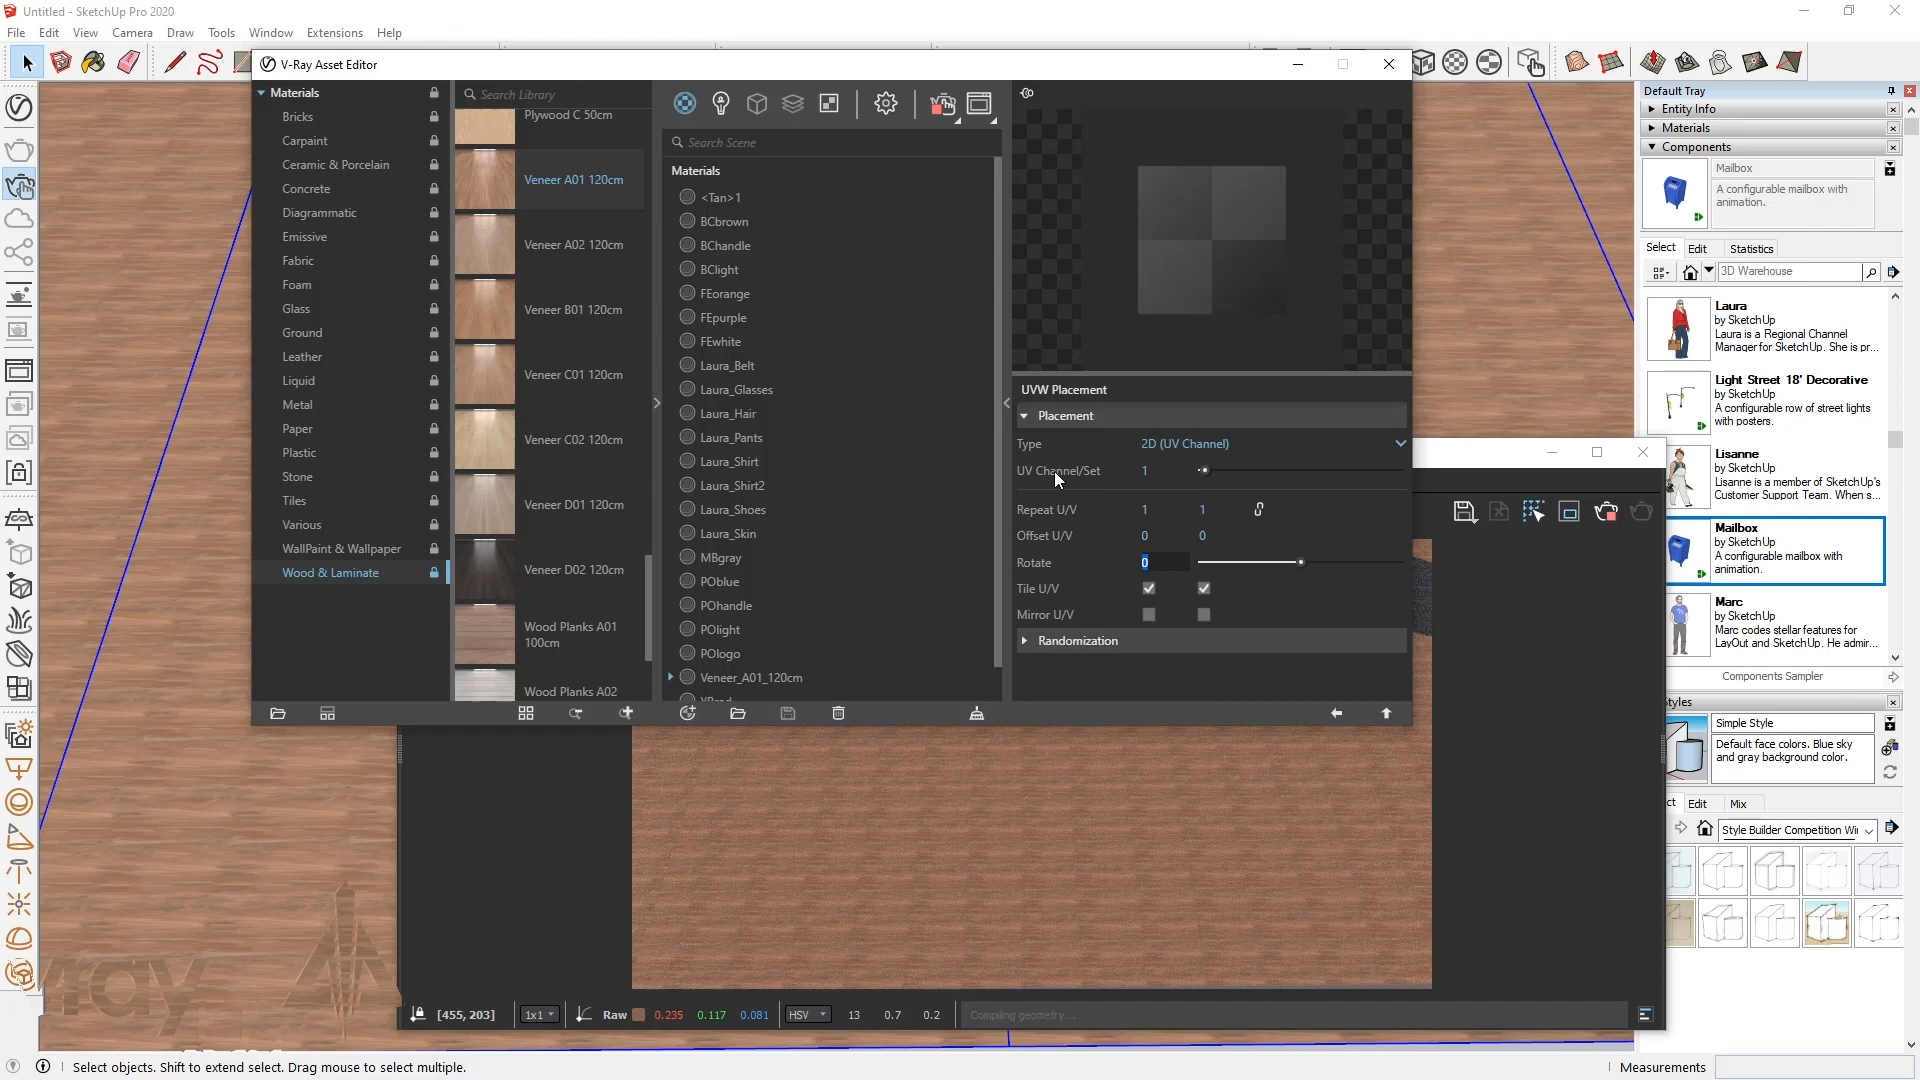 Untitled - SketchUp Pro 2020
File Edit View Camera Draw Tools Window Extensions Help
V-Ray Asset Editor
Materials
Bricks
Carpaint
Ceramic & Porcelain
Concrete
Diagrammatic
Emissive
Fabric
Foam
Glass
Ground
Leather
Liquid
Metal
Paper
Plastic
Stone
Tiles
Various
WallPaint & Wallpaper
Wood & Laminate
Search Library
Plywood C 50cm
Veneer A01 120cm
Veneer A02 120cm
Veneer B01 120cm
Veneer C01 120cm
Veneer C02 120cm
Veneer D01 120cm
Veneer D02 120cm
Wood Planks A01
100cm
Wood Planks A02
Search Scene
Materials
<Tan>1
BCbrown
BChandle
BClight
FEorange
FEpurple
FEwhite
Laura_Belt
Laura_Glasses
Laura_Hair
Laura_Pants
Laura_Shirt
Laura_Shirt2
Laura_Shoes
Laura_Skin
MBgray
POblue
POhandle
POlight
POlogo
Veneer_A01_120cm
UVW Placement
Placement
Type 2D (UV Channel)
UV Channel/Set 1
Repeat U/V 1 1
Offset U/V 0 0
Rotate 0
Tile U/V
Mirror U/V
Randomization
[455, 203] 1x1 Raw 0.235 0.117 0.081 HSV 13 0.7 0.2 Compiling geometry...
Default Tray
Entity Info
Materials
Components
Mailbox
A configurable mailbox with
animation.
Select Edit Statistics
3D Warehouse
Laura
by SketchUp
Laura is a Regional Channel
Manager for SketchUp. She is pr...
Light Street 18' Decorative
by SketchUp
A configurable row of street lights
with posters.
Lisanne
by SketchUp
Lisanne is a member of SketchUp's
Customer Support Team. When s...
Mailbox
by SketchUp
A configurable mailbox with
animation.
Marc
by SketchUp
Marc codes stellar features for
LayOut and SketchUp. He admir...
Components Sampler
tyles
Simple Style
Default face colors. Blue sky
and gray background color.
ct Edit Mix
Style Builder Competition Wi
Select objects. Shift to extend select. Drag mouse to select multiple.
Measurements